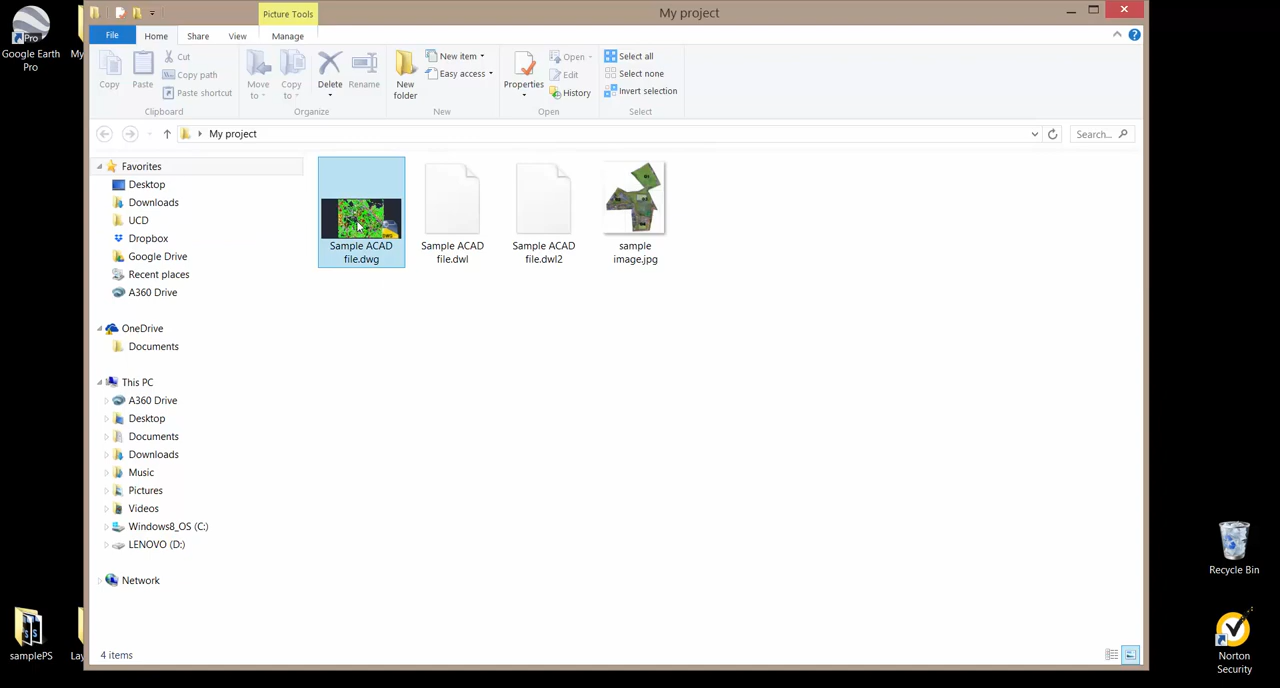 Google Earth
Pro
My
Picture Tools
My project
File
Home
Share
View
Manage
Copy
Paste
Cut
Copy path
Paste shortcut
Clipboard
Move
to
Copy
to
Delete
Rename
Organize
New
folder
New item
Easy access
New
Properties
Open
Edit
History
Open
Select all
Select none
Invert selection
Select
My project
Search...
Favorites
Desktop
Downloads
UCD
Dropbox
Google Drive
Recent places
A360 Drive
OneDrive
Documents
This PC
A360 Drive
Desktop
Documents
Downloads
Music
Pictures
Videos
Windows8_OS (C:)
LENOVO (D:)
Network
Sample ACAD
file.dwg
Sample ACAD
file.dwl
Sample ACAD
file.dwl2
sample
image.jpg
4 items
samplePS
Lay
Recycle Bin
Norton
Security